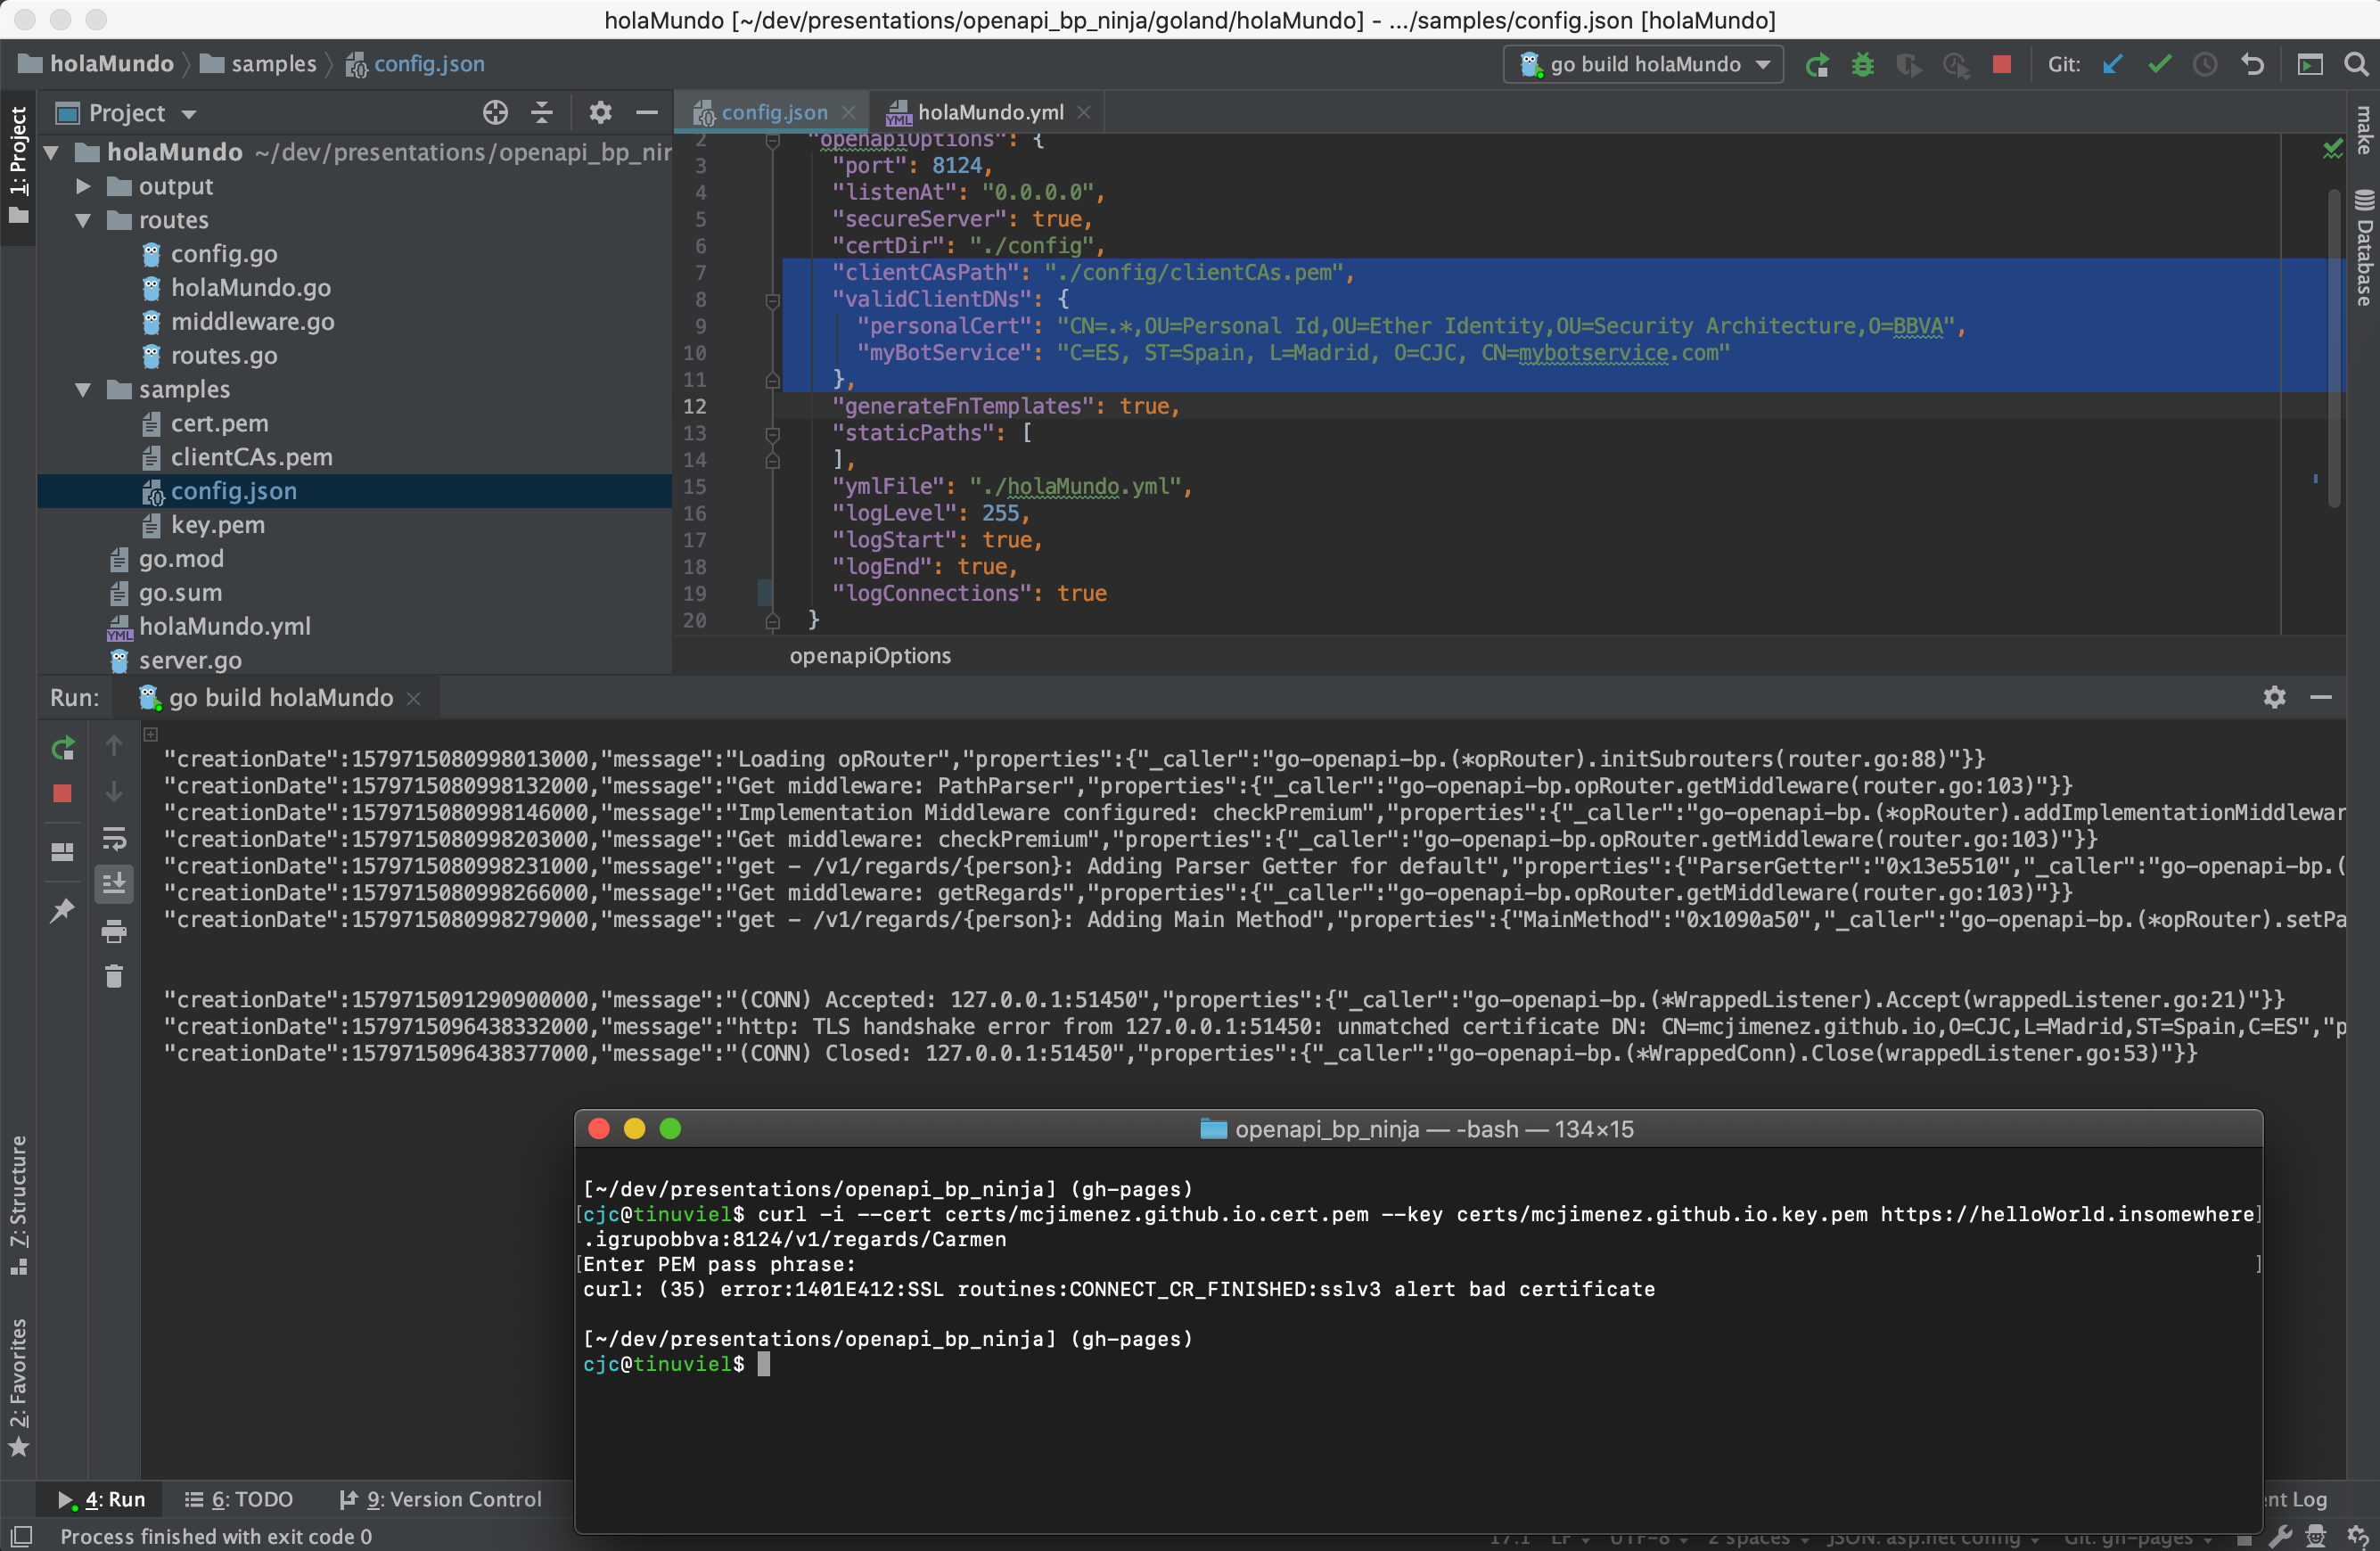 holaMundo [~/dev/presentations/openapi_bp_ninja/goland/holaMundo] - .../samples/config.json [holaMundo]
holaMundo
samples
config.json
go build holaMundo
Git:
1: Project
Project
config.json
holaMundo.yml
make
Database
holaMundo ~/dev/presentations/openapi_bp_nin
output
routes
config.go
holaMundo.go
middleware.go
routes.go
samples
cert.pem
clientCAs.pem
config.json
key.pem
go.mod
go.sum
holaMundo.yml
server.go
2 "openapiOptions": {
3 "port": 8124,
4 "listenAt": "0.0.0.0",
5 "secureServer": true,
6 "certDir": "./config",
7 "clientCAsPath": "./config/clientCAs.pem",
8 "validClientDNs": {
9 "personalCert": "CN=.*,OU=Personal Id,OU=Ether Identity,OU=Security Architecture,O=BBVA",
10 "myBotService": "C=ES, ST=Spain, L=Madrid, O=CJC, CN=mybotservice.com"
11 },
12 "generateFnTemplates": true,
13 "staticPaths": [
14 ],
15 "ymlFile": "./holaMundo.yml",
16 "logLevel": 255,
17 "logStart": true,
18 "logEnd": true,
19 "logConnections": true
20 }
openapiOptions
Run:
go build holaMundo
"creationDate":1579715080998013000,"message":"Loading opRouter","properties":{"_caller":"go-openapi-bp.(*opRouter).initSubrouters(router.go:88)"}}
"creationDate":1579715080998132000,"message":"Get middleware: PathParser","properties":{"_caller":"go-openapi-bp.opRouter.getMiddleware(router.go:103)"}}
"creationDate":1579715080998146000,"message":"Implementation Middleware configured: checkPremium","properties":{"_caller":"go-openapi-bp.(*opRouter).addImplementationMiddlewar
"creationDate":1579715080998203000,"message":"Get middleware: checkPremium","properties":{"_caller":"go-openapi-bp.opRouter.getMiddleware(router.go:103)"}}
"creationDate":1579715080998231000,"message":"get - /v1/regards/{person}: Adding Parser Getter for default","properties":{"ParserGetter":"0x13e5510","_caller":"go-openapi-bp.(
"creationDate":1579715080998266000,"message":"Get middleware: getRegards","properties":{"_caller":"go-openapi-bp.opRouter.getMiddleware(router.go:103)"}}
"creationDate":1579715080998279000,"message":"get - /v1/regards/{person}: Adding Main Method","properties":{"MainMethod":"0x1090a50","_caller":"go-openapi-bp.(*opRouter).setPa
"creationDate":1579715091290900000,"message":"(CONN) Accepted: 127.0.0.1:51450","properties":{"_caller":"go-openapi-bp.(*WrappedListener).Accept(wrappedListener.go:21)"}}
"creationDate":1579715096438332000,"message":"http: TLS handshake error from 127.0.0.1:51450: unmatched certificate DN: CN=mcjimenez.github.io,O=CJC,L=Madrid,ST=Spain,C=ES","p
"creationDate":1579715096438377000,"message":"(CONN) Closed: 127.0.0.1:51450","properties":{"_caller":"go-openapi-bp.(*WrappedConn).Close(wrappedListener.go:53)"}}
openapi_bp_ninja — -bash — 134×15
[~/dev/presentations/openapi_bp_ninja] (gh-pages)
[cjc@tinuviel$ curl -i --cert certs/mcjimenez.github.io.cert.pem --key certs/mcjimenez.github.io.key.pem https://helloWorld.insomewhere]
.igrupobbva:8124/v1/regards/Carmen
[Enter PEM pass phrase: ]
curl: (35) error:1401E412:SSL routines:CONNECT_CR_FINISHED:sslv3 alert bad certificate
[~/dev/presentations/openapi_bp_ninja] (gh-pages)
cjc@tinuviel$
7: Structure
2: Favorites
4: Run
6: TODO
9: Version Control
nt Log
Process finished with exit code 0
17:1 LF UTF-8 2 spaces JSON: asp.net config Git: gh-pages